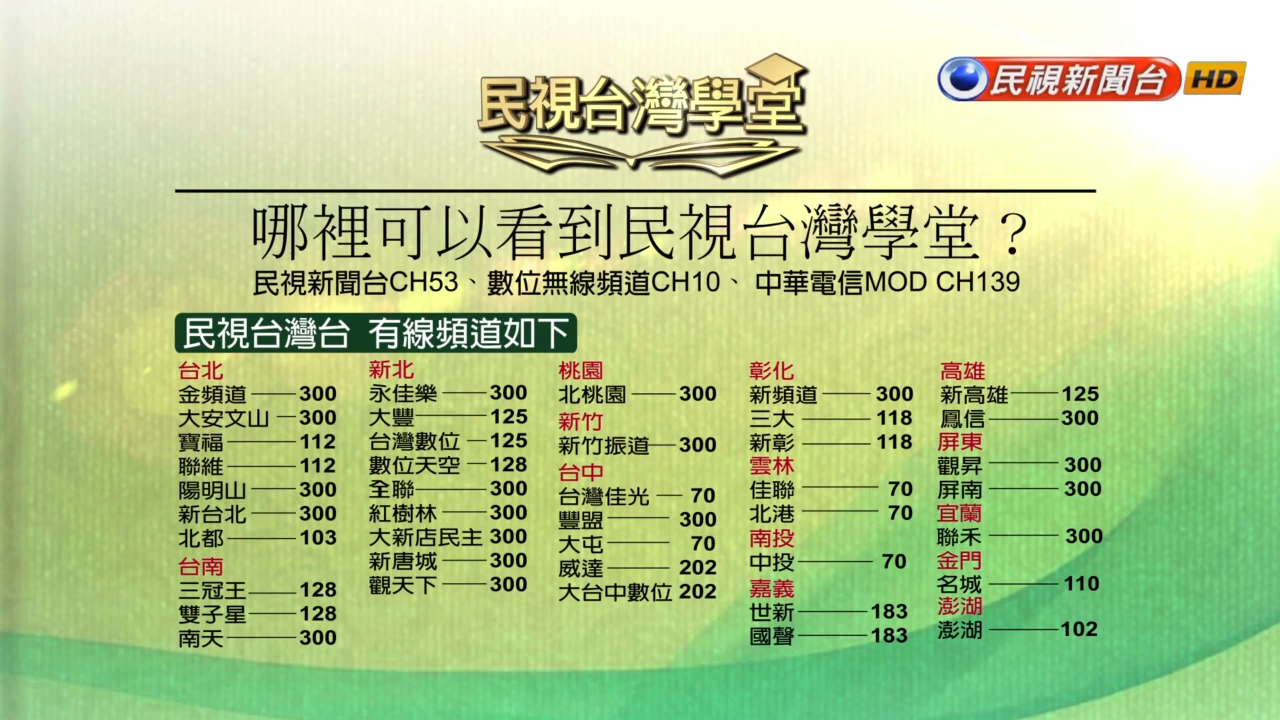 民視台灣學堂
民視新聞台 HD
哪裡可以看到民視台灣學堂？
民視新聞台CH53、數位無線頻道CH10、中華電信MOD CH139
民視台灣台 有線頻道如下
台北
金頻道 300
大安文山 300
寶福 112
聯維 112
陽明山 300
新台北 300
北都 103
台南
三冠王 128
雙子星 128
南天 300
新北
永佳樂 300
大豐 125
台灣數位 125
數位天空 128
全聯 300
紅樹林 300
大新店民主 300
新唐城 300
觀天下 300
桃園
北桃園 300
新竹
新竹振道 300
台中
台灣佳光 70
豐盟 300
大屯 70
威達 202
大台中數位 202
彰化
新頻道 300
三大 118
新彰 118
雲林
佳聯 70
北港 70
南投
中投 70
嘉義
世新 183
國聲 183
高雄
新高雄 125
鳳信 300
屏東
觀昇 300
屏南 300
宜蘭
聯禾 300
金門
名城 110
澎湖
澎湖 102